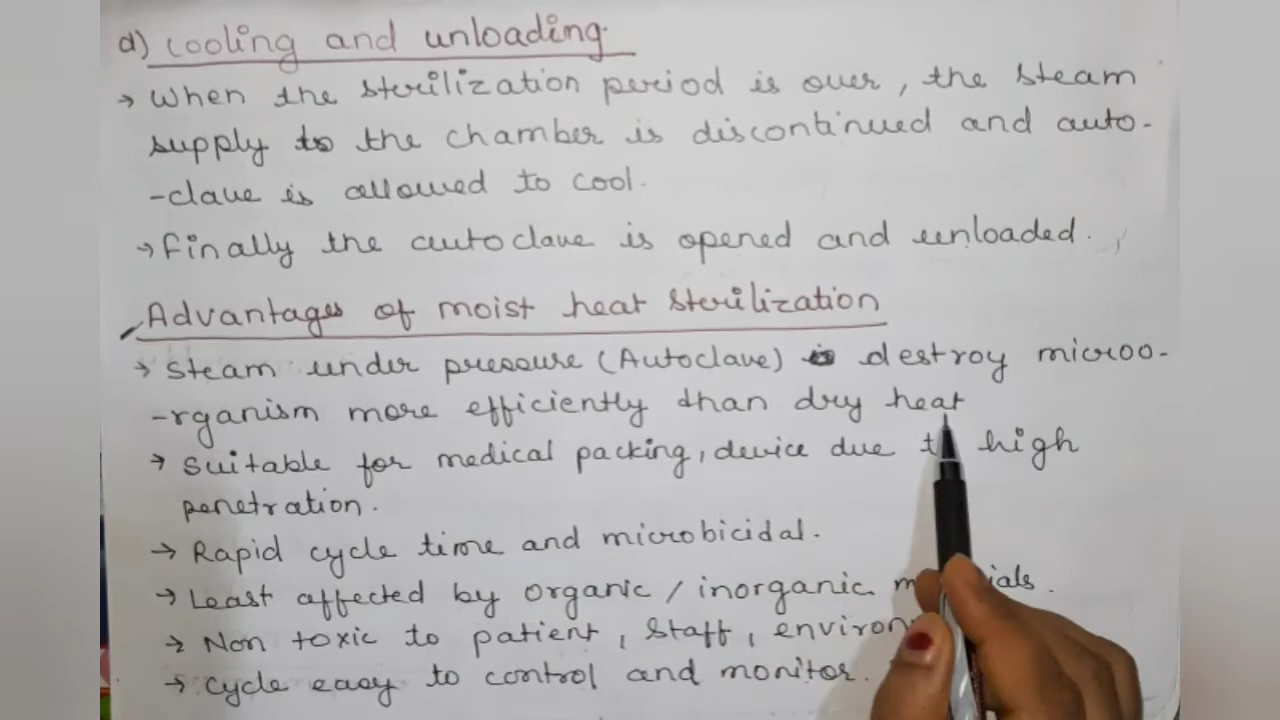 d) cooling and unloading.
→ When the sterilization period is over, the steam
supply to the chamber is discontinued and auto-
-clave is allowed to cool.
→ Finally the autoclave is opened and unloaded.
Advantages of moist heat sterilization
→ Steam under pressure (Autoclave) destroy microo-
-rganism more efficiently than dry heat
→ Suitable for medical packing, device due high
penetration.
→ Rapid cycle time and microbicidal.
→ Least affected by organic / inorganic
→ Non toxic to patient, staff,
→ Cycle easy to control and monitor.